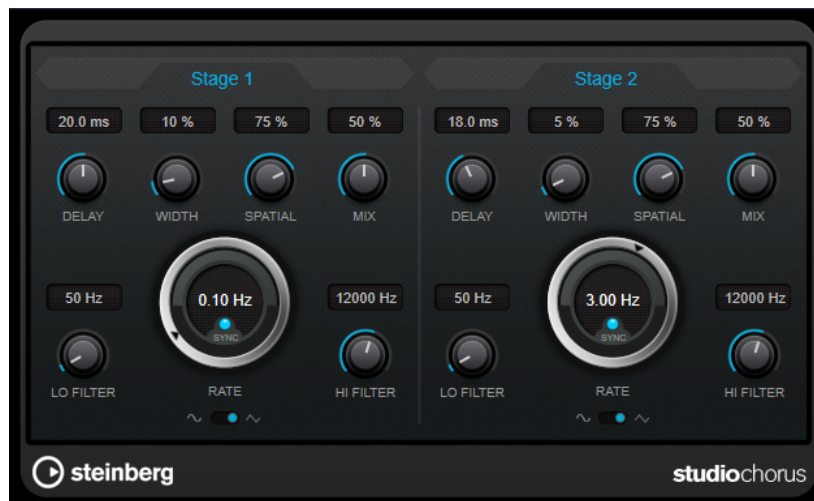 Stage 1
20.0 ms 10 % 75 % 50 %
DELAY WIDTH SPATIAL MIX
50 Hz 0.10 Hz 12000 Hz
SYNC
LO FILTER RATE HI FILTER
Stage 2
18.0 ms 5 % 75 % 50 %
DELAY WIDTH SPATIAL MIX
50 Hz 3.00 Hz 12000 Hz
SYNC
LO FILTER RATE HI FILTER
steinberg
studiochorus